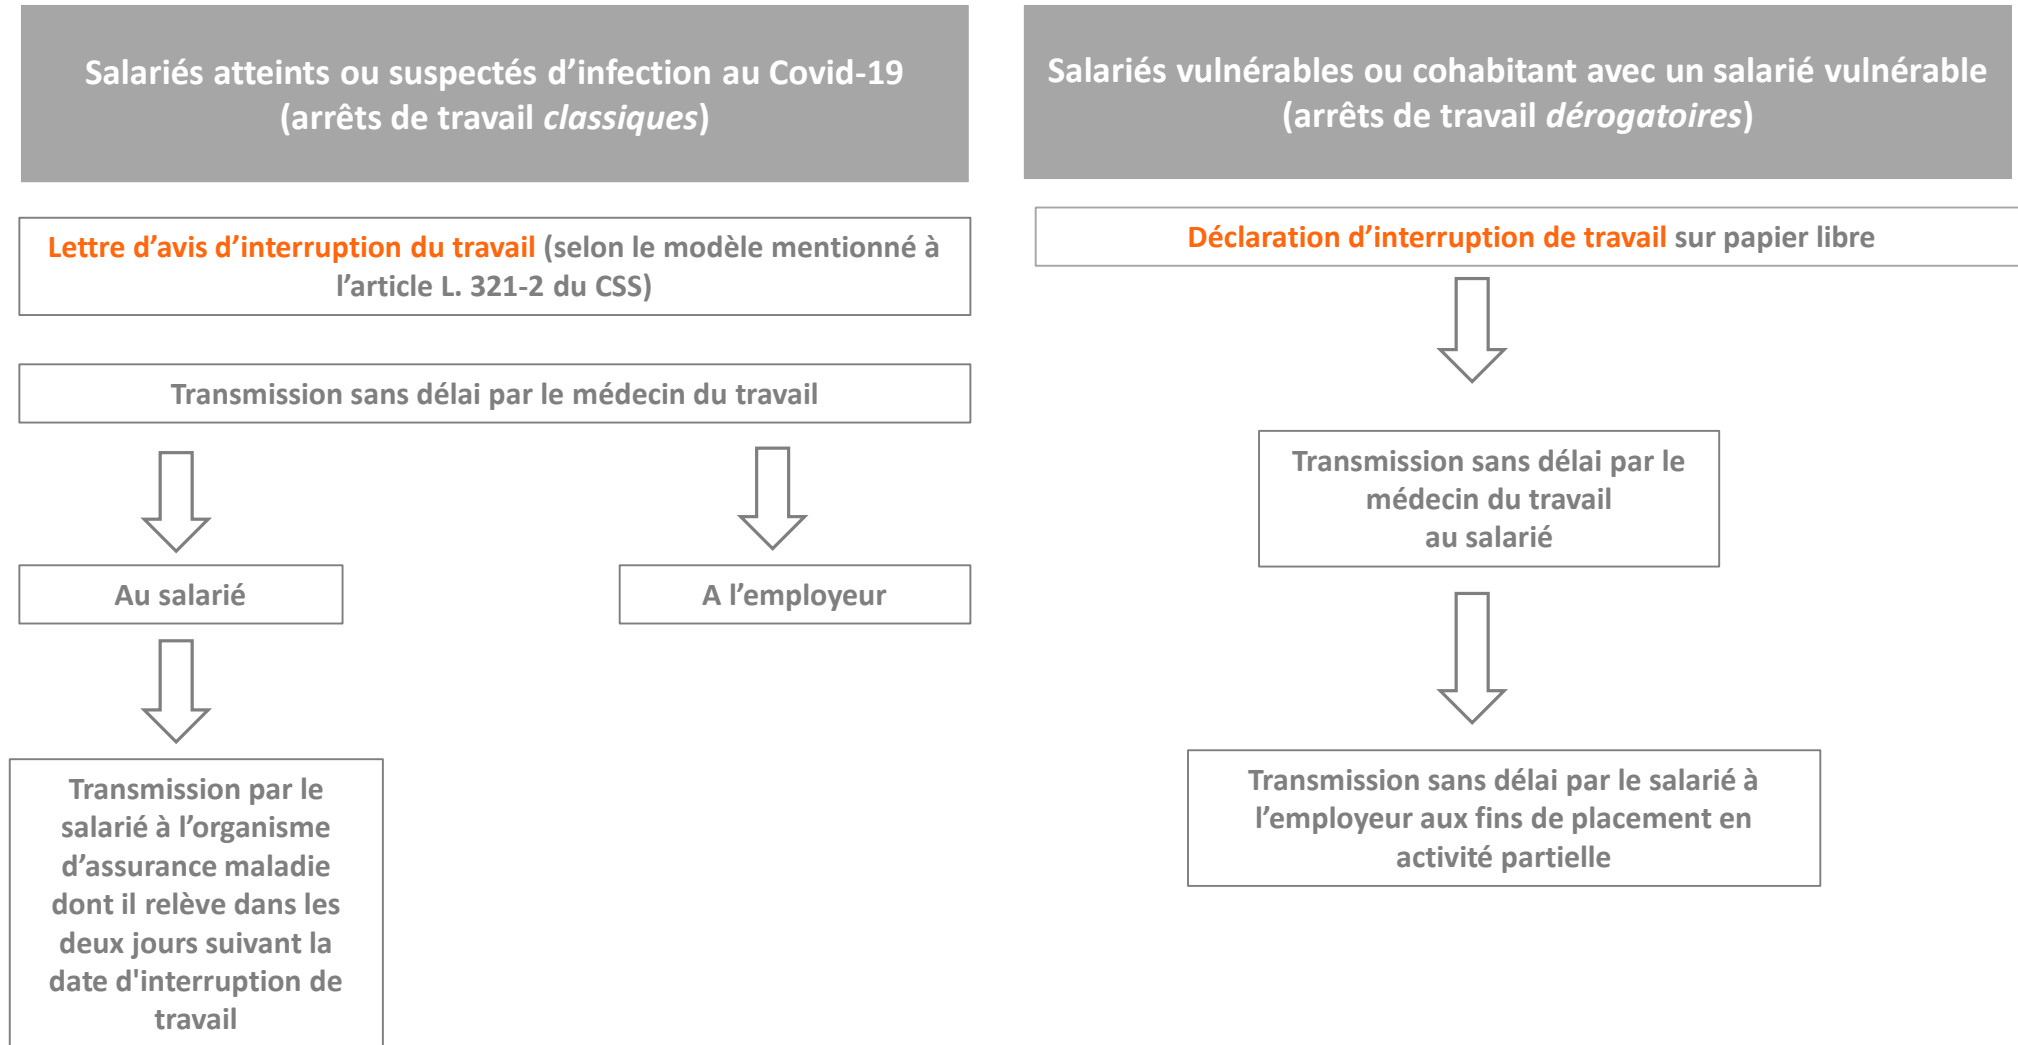 Salariés atteints ou suspectés d’infection au Covid-19
(arrêts de travail classiques)
Lettre d’avis d’interruption du travail (selon le modèle mentionné à
l’article L. 321-2 du CSS)
Transmission sans délai par le médecin du travail
Au salarié
A l’employeur
Transmission par le
salarié à l’organisme
d’assurance maladie
dont il relève dans les
deux jours suivant la
date d'interruption de
travail
Salariés vulnérables ou cohabitant avec un salarié vulnérable
(arrêts de travail dérogatoires)
Déclaration d’interruption de travail sur papier libre
Transmission sans délai par le
médecin du travail
au salarié
Transmission sans délai par le salarié à
l’employeur aux fins de placement en
activité partielle